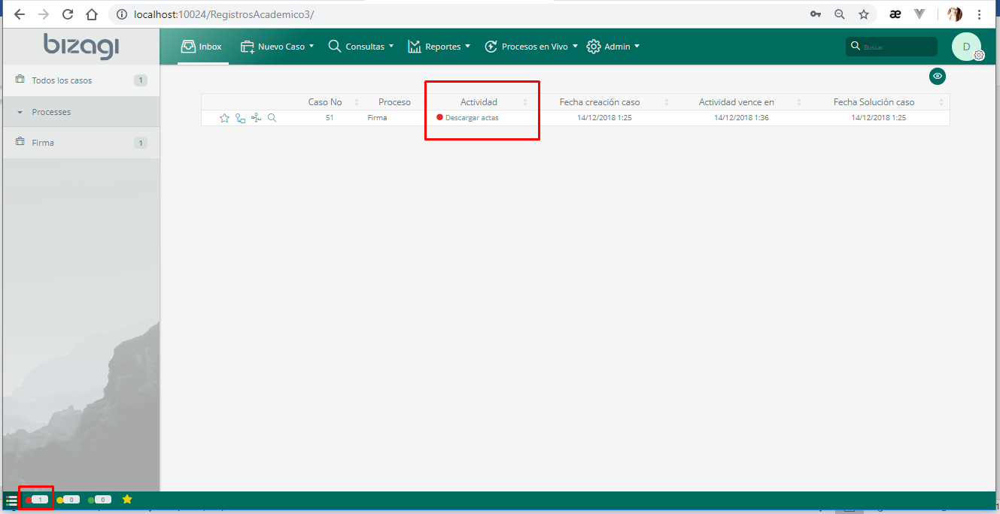 localhost:10024/RegistrosAcademico3/
bizagi
Inbox
Nuevo Caso
Consultas
Reportes
Procesos en Vivo
Admin
Buscar
D
Todos los casos 1
Processes
Firma 1
Caso No Proceso Actividad Fecha creación caso Actividad vence en Fecha Solución caso
51 Firma Descargar actas 14/12/2018 1:25 14/12/2018 1:36 14/12/2018 1:25
1 0 0